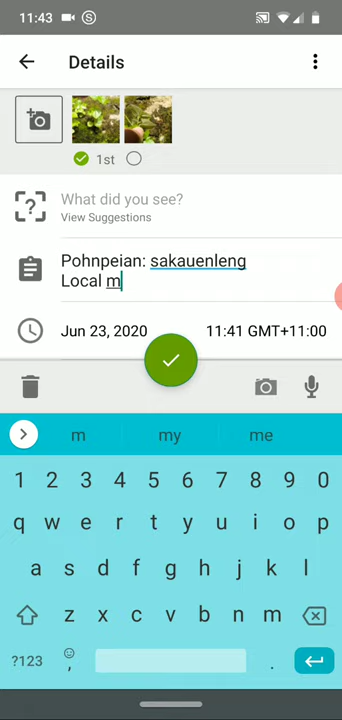 11:43
Details
1st
What did you see?
View Suggestions
Pohnpeian: sakauenleng
Local m
Jun 23, 2020 11:41 GMT+11:00
m my me
1 2 3 4 5 6 7 8 9 0
q w e r t y u i o p
a s d f g h j k l
z x c v b n m
?123 , .